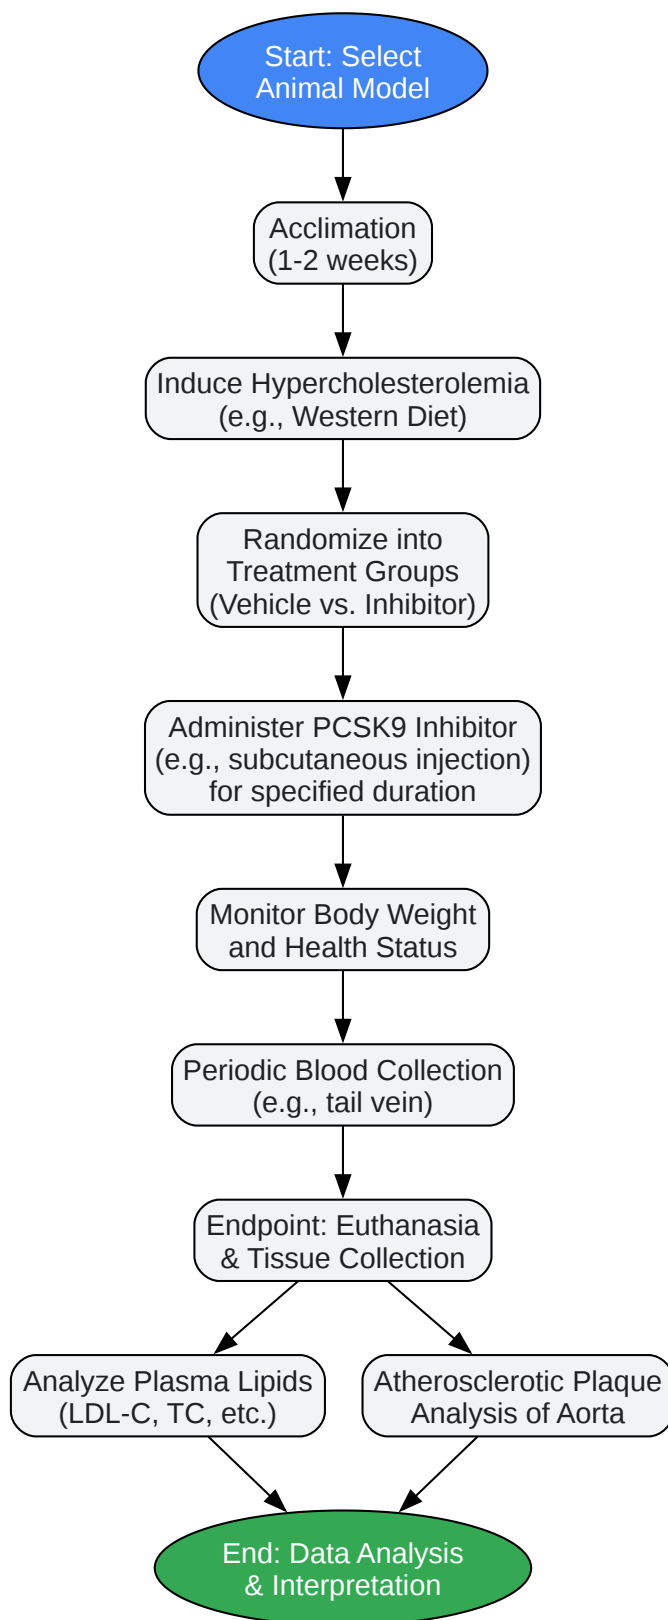 Start: Select
Animal Model
Acclimation
(1-2 weeks)
Induce Hypercholesterolemia
(e.g., Western Diet)
Randomize into
Treatment Groups
(Vehicle vs. Inhibitor)
Administer PCSK9 Inhibitor
(e.g., subcutaneous injection)
for specified duration
Monitor Body Weight
and Health Status
Periodic Blood Collection
(e.g., tail vein)
Endpoint: Euthanasia
& Tissue Collection
Analyze Plasma Lipids
(LDL-C, TC, etc.)
Atherosclerotic Plaque
Analysis of Aorta
End: Data Analysis
& Interpretation